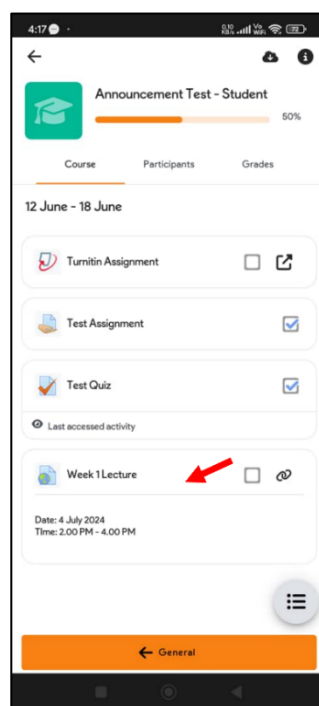 4:17
Announcement Test - Student
50%
Course Participants Grades
12 June - 18 June
Turnitin Assignment
Test Assignment
Test Quiz
Last accessed activity
Week 1 Lecture
Date: 4 July 2024
Time: 2.00 PM - 4.00 PM
General